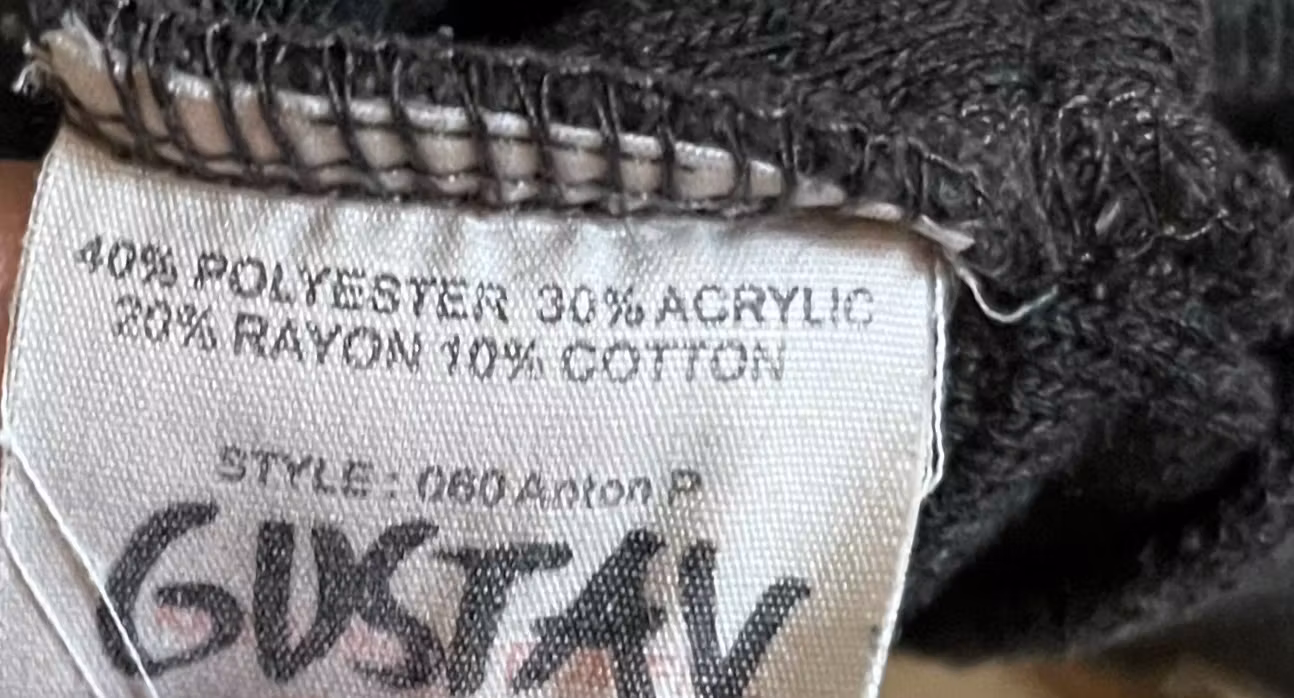 40% POLYESTER 30% ACRYLIC
20% RAYON 10% COTTON
STYLE: 060 Anton P
GUSTAV